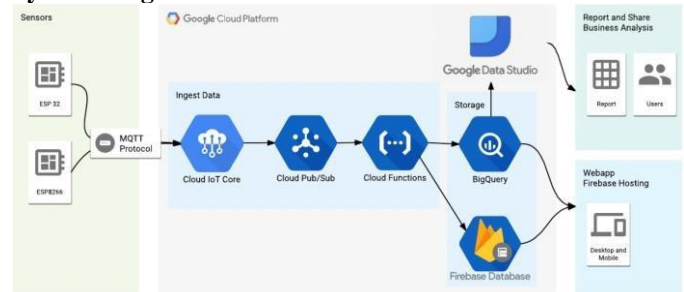 Sensors
Google Cloud Platform
Report and Share
Business Analysis
Google Data Studio
ESP 32
Report
Users
Ingest Data
Storage
MQTT
Protocol
Cloud IoT Core
Cloud Pub/Sub
Cloud Functions
BigQuery
ESP8266
Webapp
Firebase Hosting
Desktop and
Mobile
Firebase Database